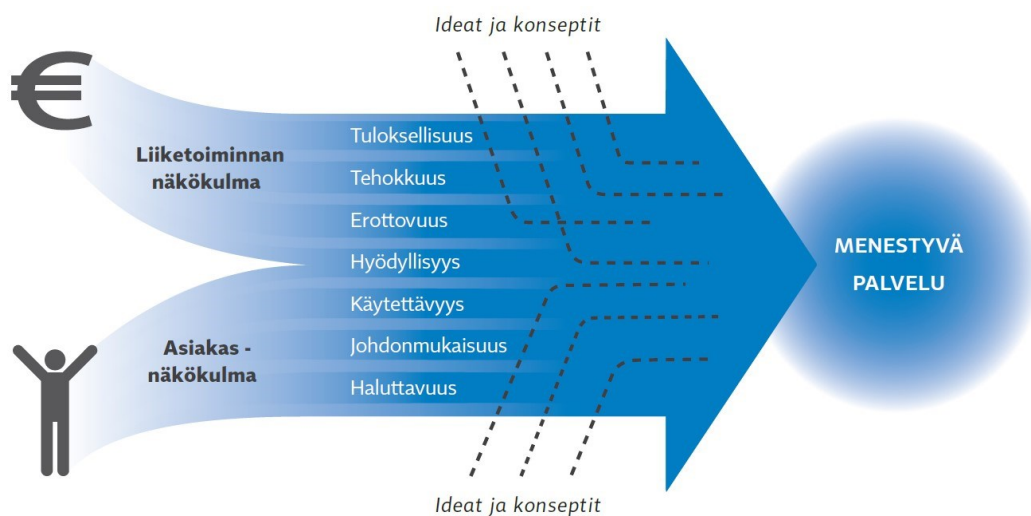 Ideat ja konseptit
€
Liiketoiminnan
näkökulma
Tuloksellisuus
Tehokkuus
Erottovuus
Hyödyllisyys
Käytettävyys
Johdonmukaisuus
Haluttavuus
Asiakas -
näkökulma
MENESTYVÄ
PALVELU
Ideat ja konseptit